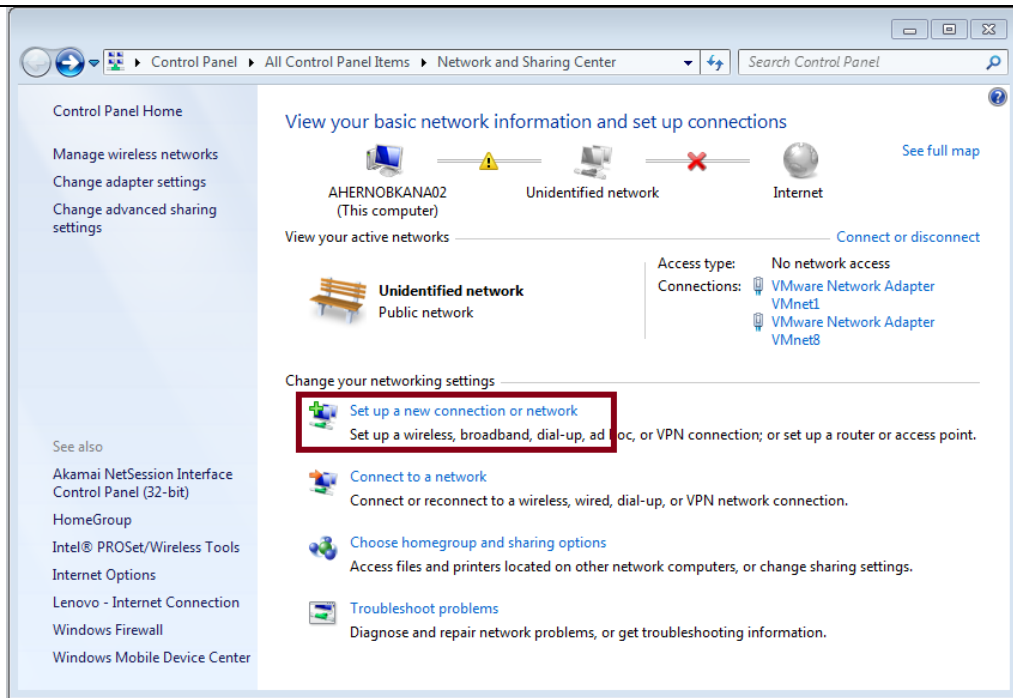 Control Panel ▸ All Control Panel Items ▸ Network and Sharing Center
Search Control Panel
Control Panel Home
Manage wireless networks
Change adapter settings
Change advanced sharing
settings
See also
Akamai NetSession Interface
Control Panel (32-bit)
HomeGroup
Intel® PROSet/Wireless Tools
Internet Options
Lenovo - Internet Connection
Windows Firewall
Windows Mobile Device Center
View your basic network information and set up connections
See full map
AHERNOBKANA02
(This computer)
Unidentified network
Internet
View your active networks
Connect or disconnect
Unidentified network
Public network
Access type: No network access
Connections: VMware Network Adapter
VMnet1
VMware Network Adapter
VMnet8
Change your networking settings
Set up a new connection or network
Set up a wireless, broadband, dial-up, ad hoc, or VPN connection; or set up a router or access point.
Connect to a network
Connect or reconnect to a wireless, wired, dial-up, or VPN network connection.
Choose homegroup and sharing options
Access files and printers located on other network computers, or change sharing settings.
Troubleshoot problems
Diagnose and repair network problems, or get troubleshooting information.